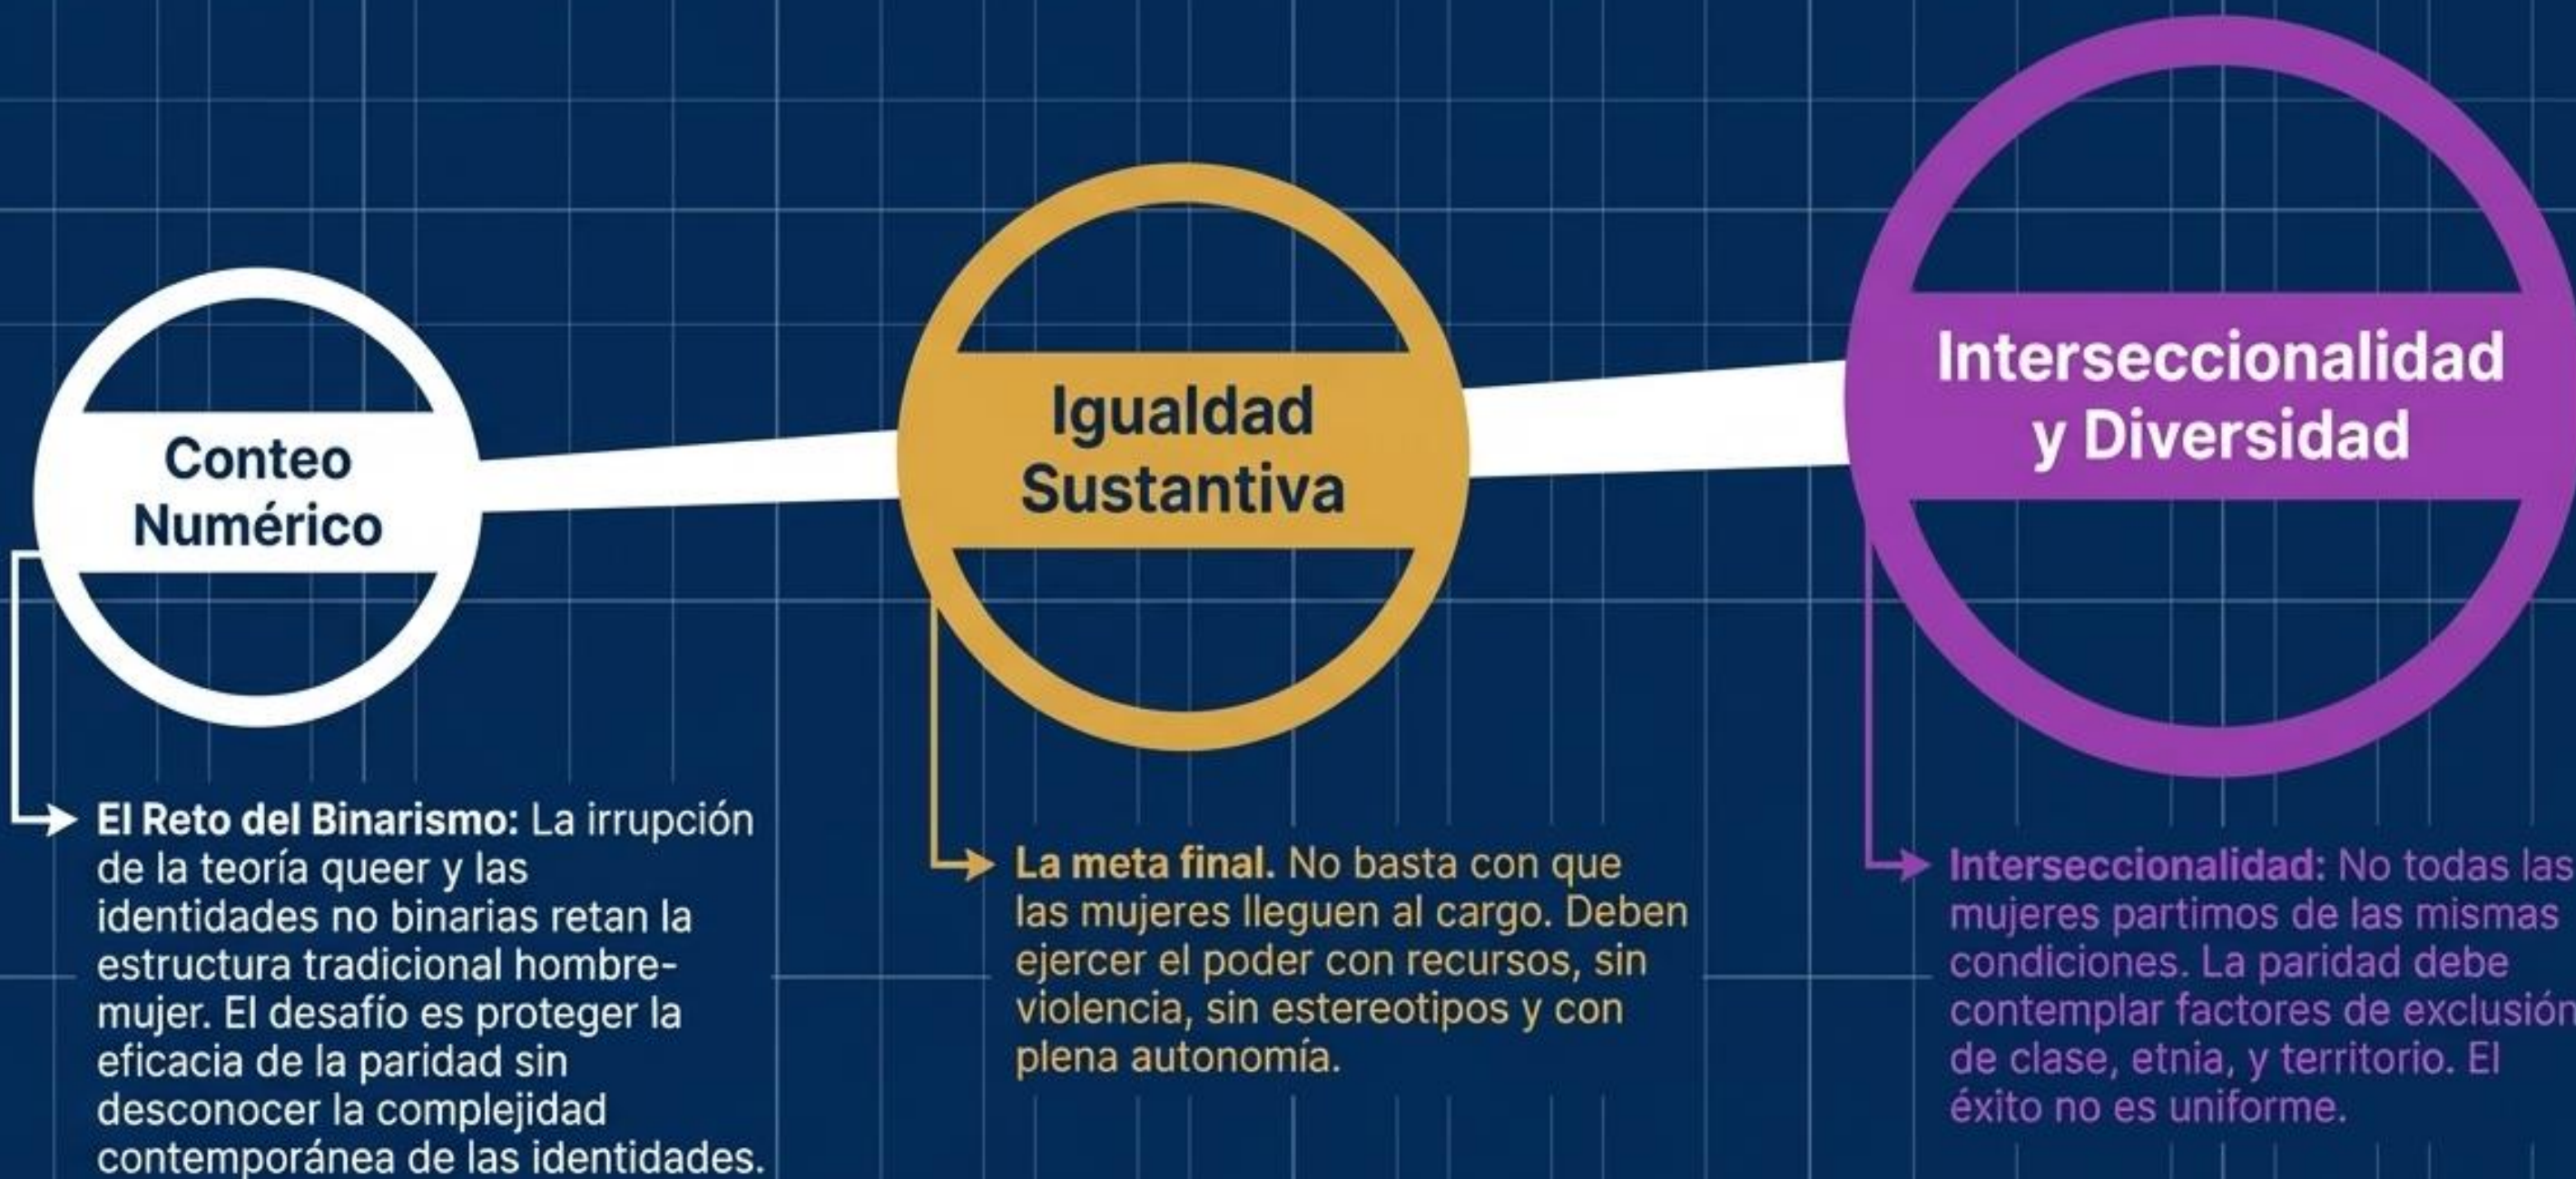 Conteo
Numérico
Igualdad
Sustantiva
Interseccionalidad
y Diversidad
El Reto del Binarismo: La irrupción
de la teoría queer y las
identidades no binarias retan la
estructura tradicional hombre-
mujer. El desafío es proteger la
eficacia de la paridad sin
desconocer la complejidad
contemporánea de las identidades.
La meta final. No basta con que
las mujeres lleguen al cargo. Deben
ejercer el poder con recursos, sin
violencia, sin estereotipos y con
plena autonomía.
Interseccionalidad: No todas las
mujeres partimos de las mismas
condiciones. La paridad debe
contemplar factores de exclusión
de clase, etnia, y territorio. El
éxito no es uniforme.